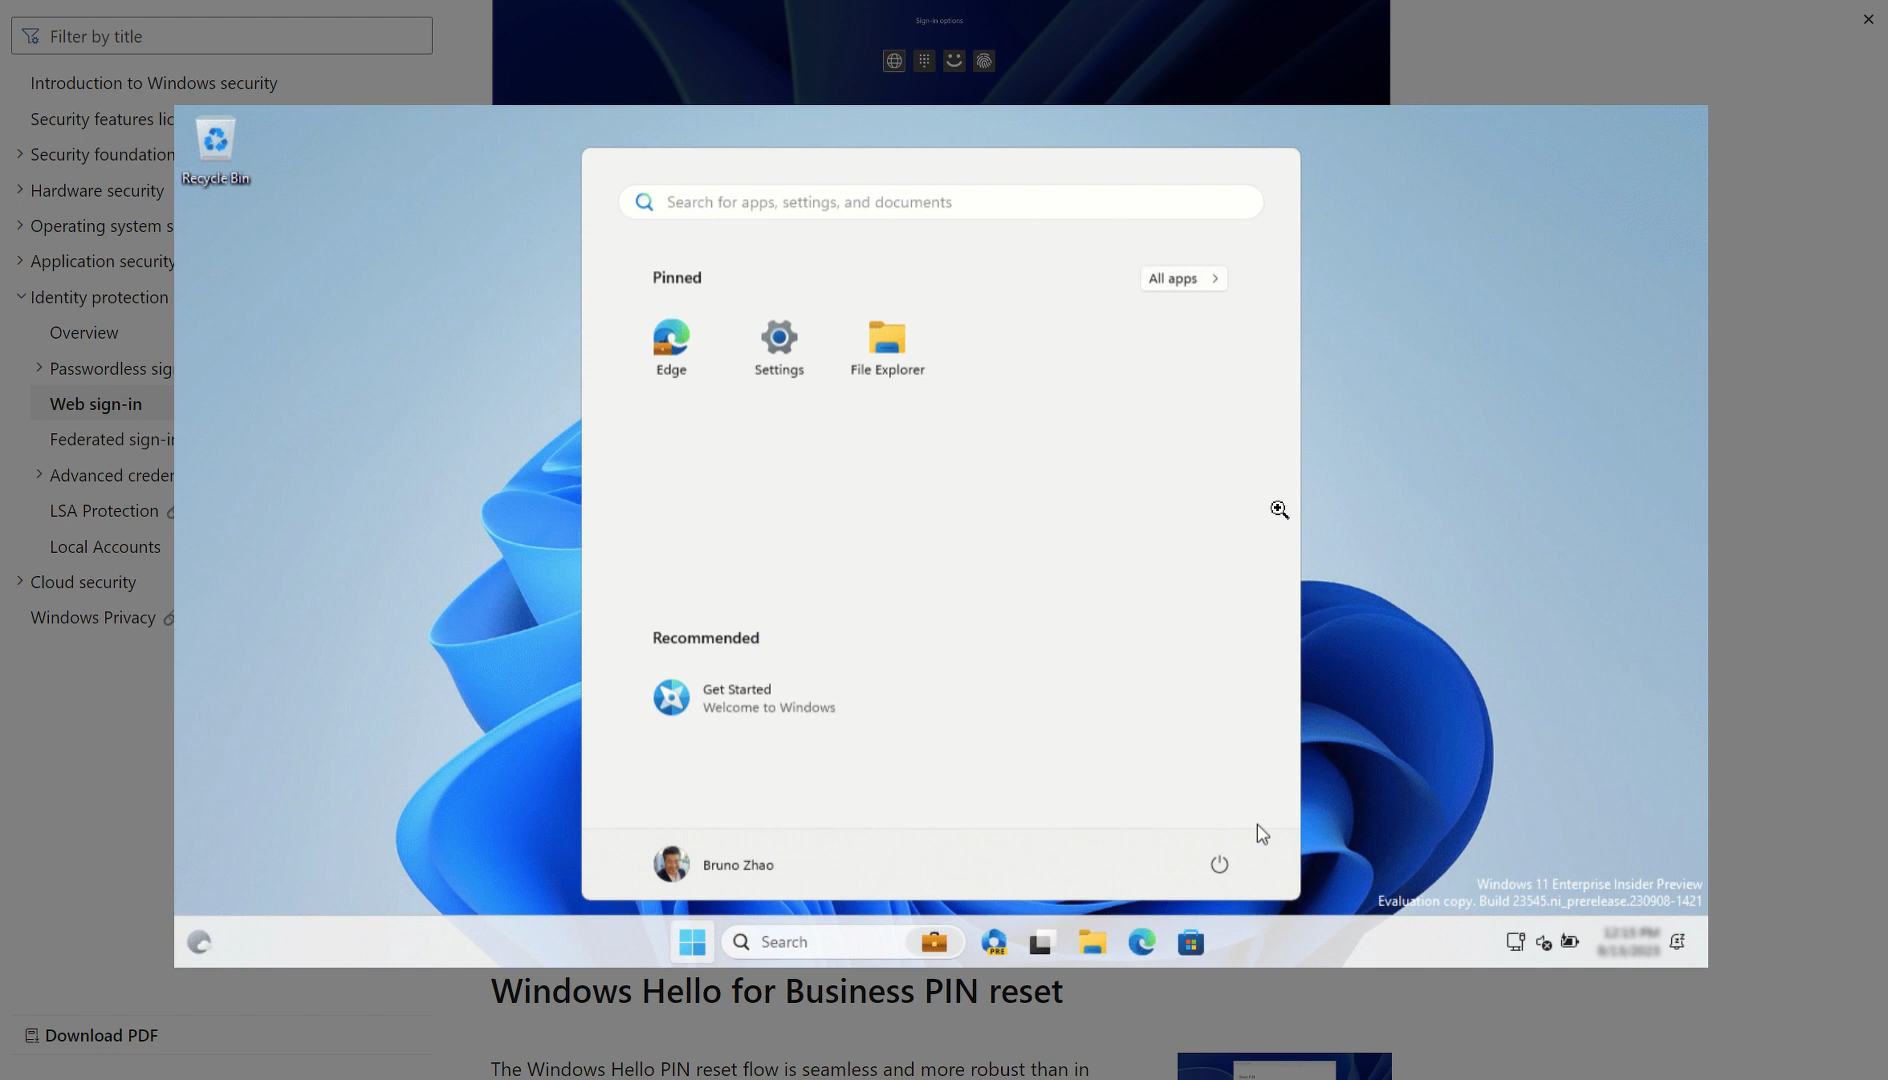 Filter by title
Introduction to Windows security
Security features lic
Security foundation
Hardware security
Operating system s
Application security
Identity protection
Overview
Passwordless sig
Web sign-in
Federated sign-in
Advanced creder
LSA Protection
Local Accounts
Cloud security
Windows Privacy
Download PDF
Sign-in options
Recycle Bin
Search for apps, settings, and documents
Pinned
All apps
Edge
Settings
File Explorer
Recommended
Get Started
Welcome to Windows
Bruno Zhao
Windows 11 Enterprise Insider Preview
Evaluation copy. Build 23545.ni_prerelease.230908-1421
Search
PRE
Windows Hello for Business PIN reset
The Windows Hello PIN reset flow is seamless and more robust than in